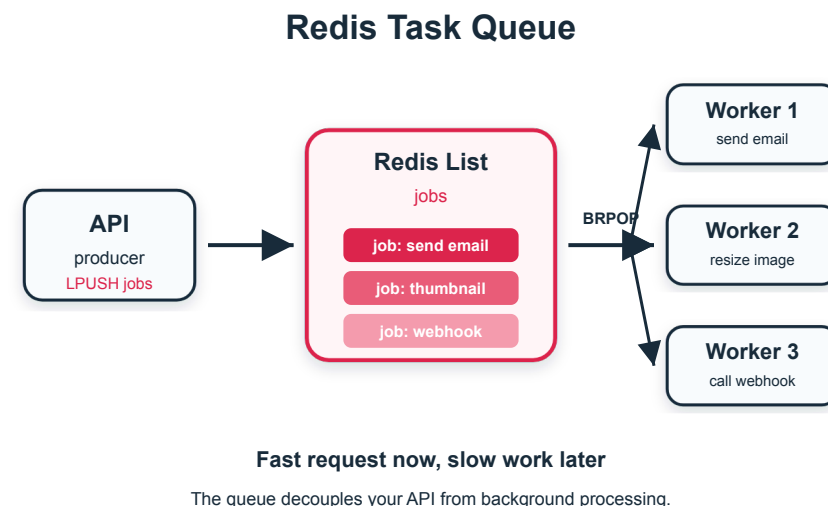 Redis Task Queue
API
producer
LPUSH jobs
Redis List
jobs
job: send email
job: thumbnail
job: webhook
BRPOP
Worker 1
send email
Worker 2
resize image
Worker 3
call webhook
Fast request now, slow work later
The queue decouples your API from background processing.